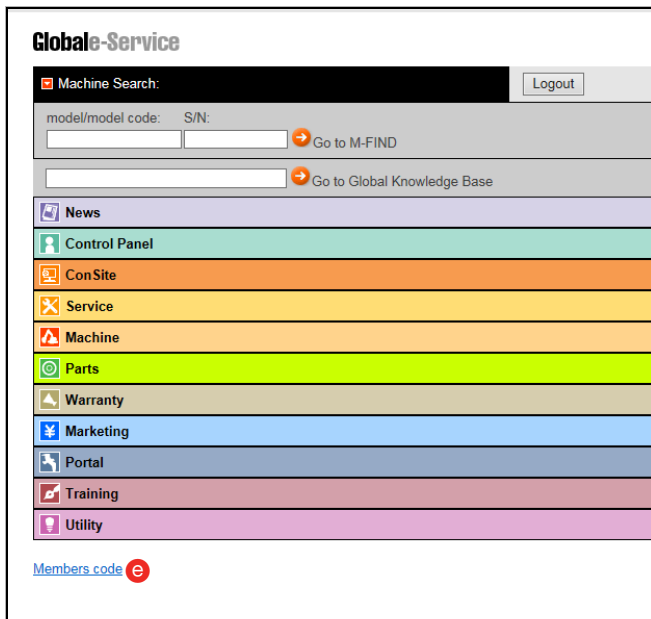 Globale-Service
Machine Search:
Logout
model/model code: S/N:
Go to M-FIND
Go to Global Knowledge Base
News
Control Panel
ConSite
Service
Machine
Parts
Warranty
¥ Marketing
Portal
Training
Utility
Members code e